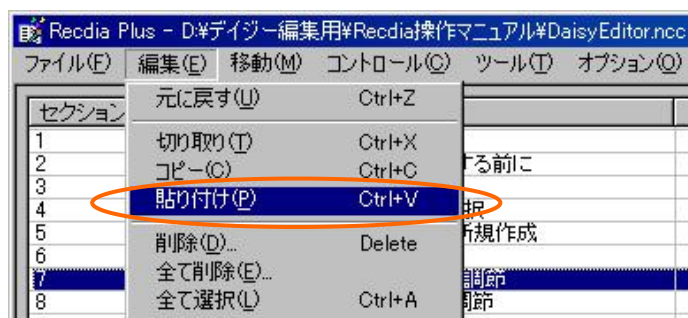 Recdia Plus - D:¥デイジー編集用¥Recdia操作マニュアル¥DaisyEditor.ncc
ファイル(F) 編集(E) 移動(M) コントロール(C) ツール(T) オプション(O)
セクション
元に戻す(U) Ctrl+Z
1
切り取り(T) Ctrl+X
2
コピー(C) Ctrl+C
する前に
3
貼り付け(P) Ctrl+V
4
択
5
新規作成
削除(D)... Delete
6
全て削除(E)...
7
調節
全て選択(L) Ctrl+A
8
調節